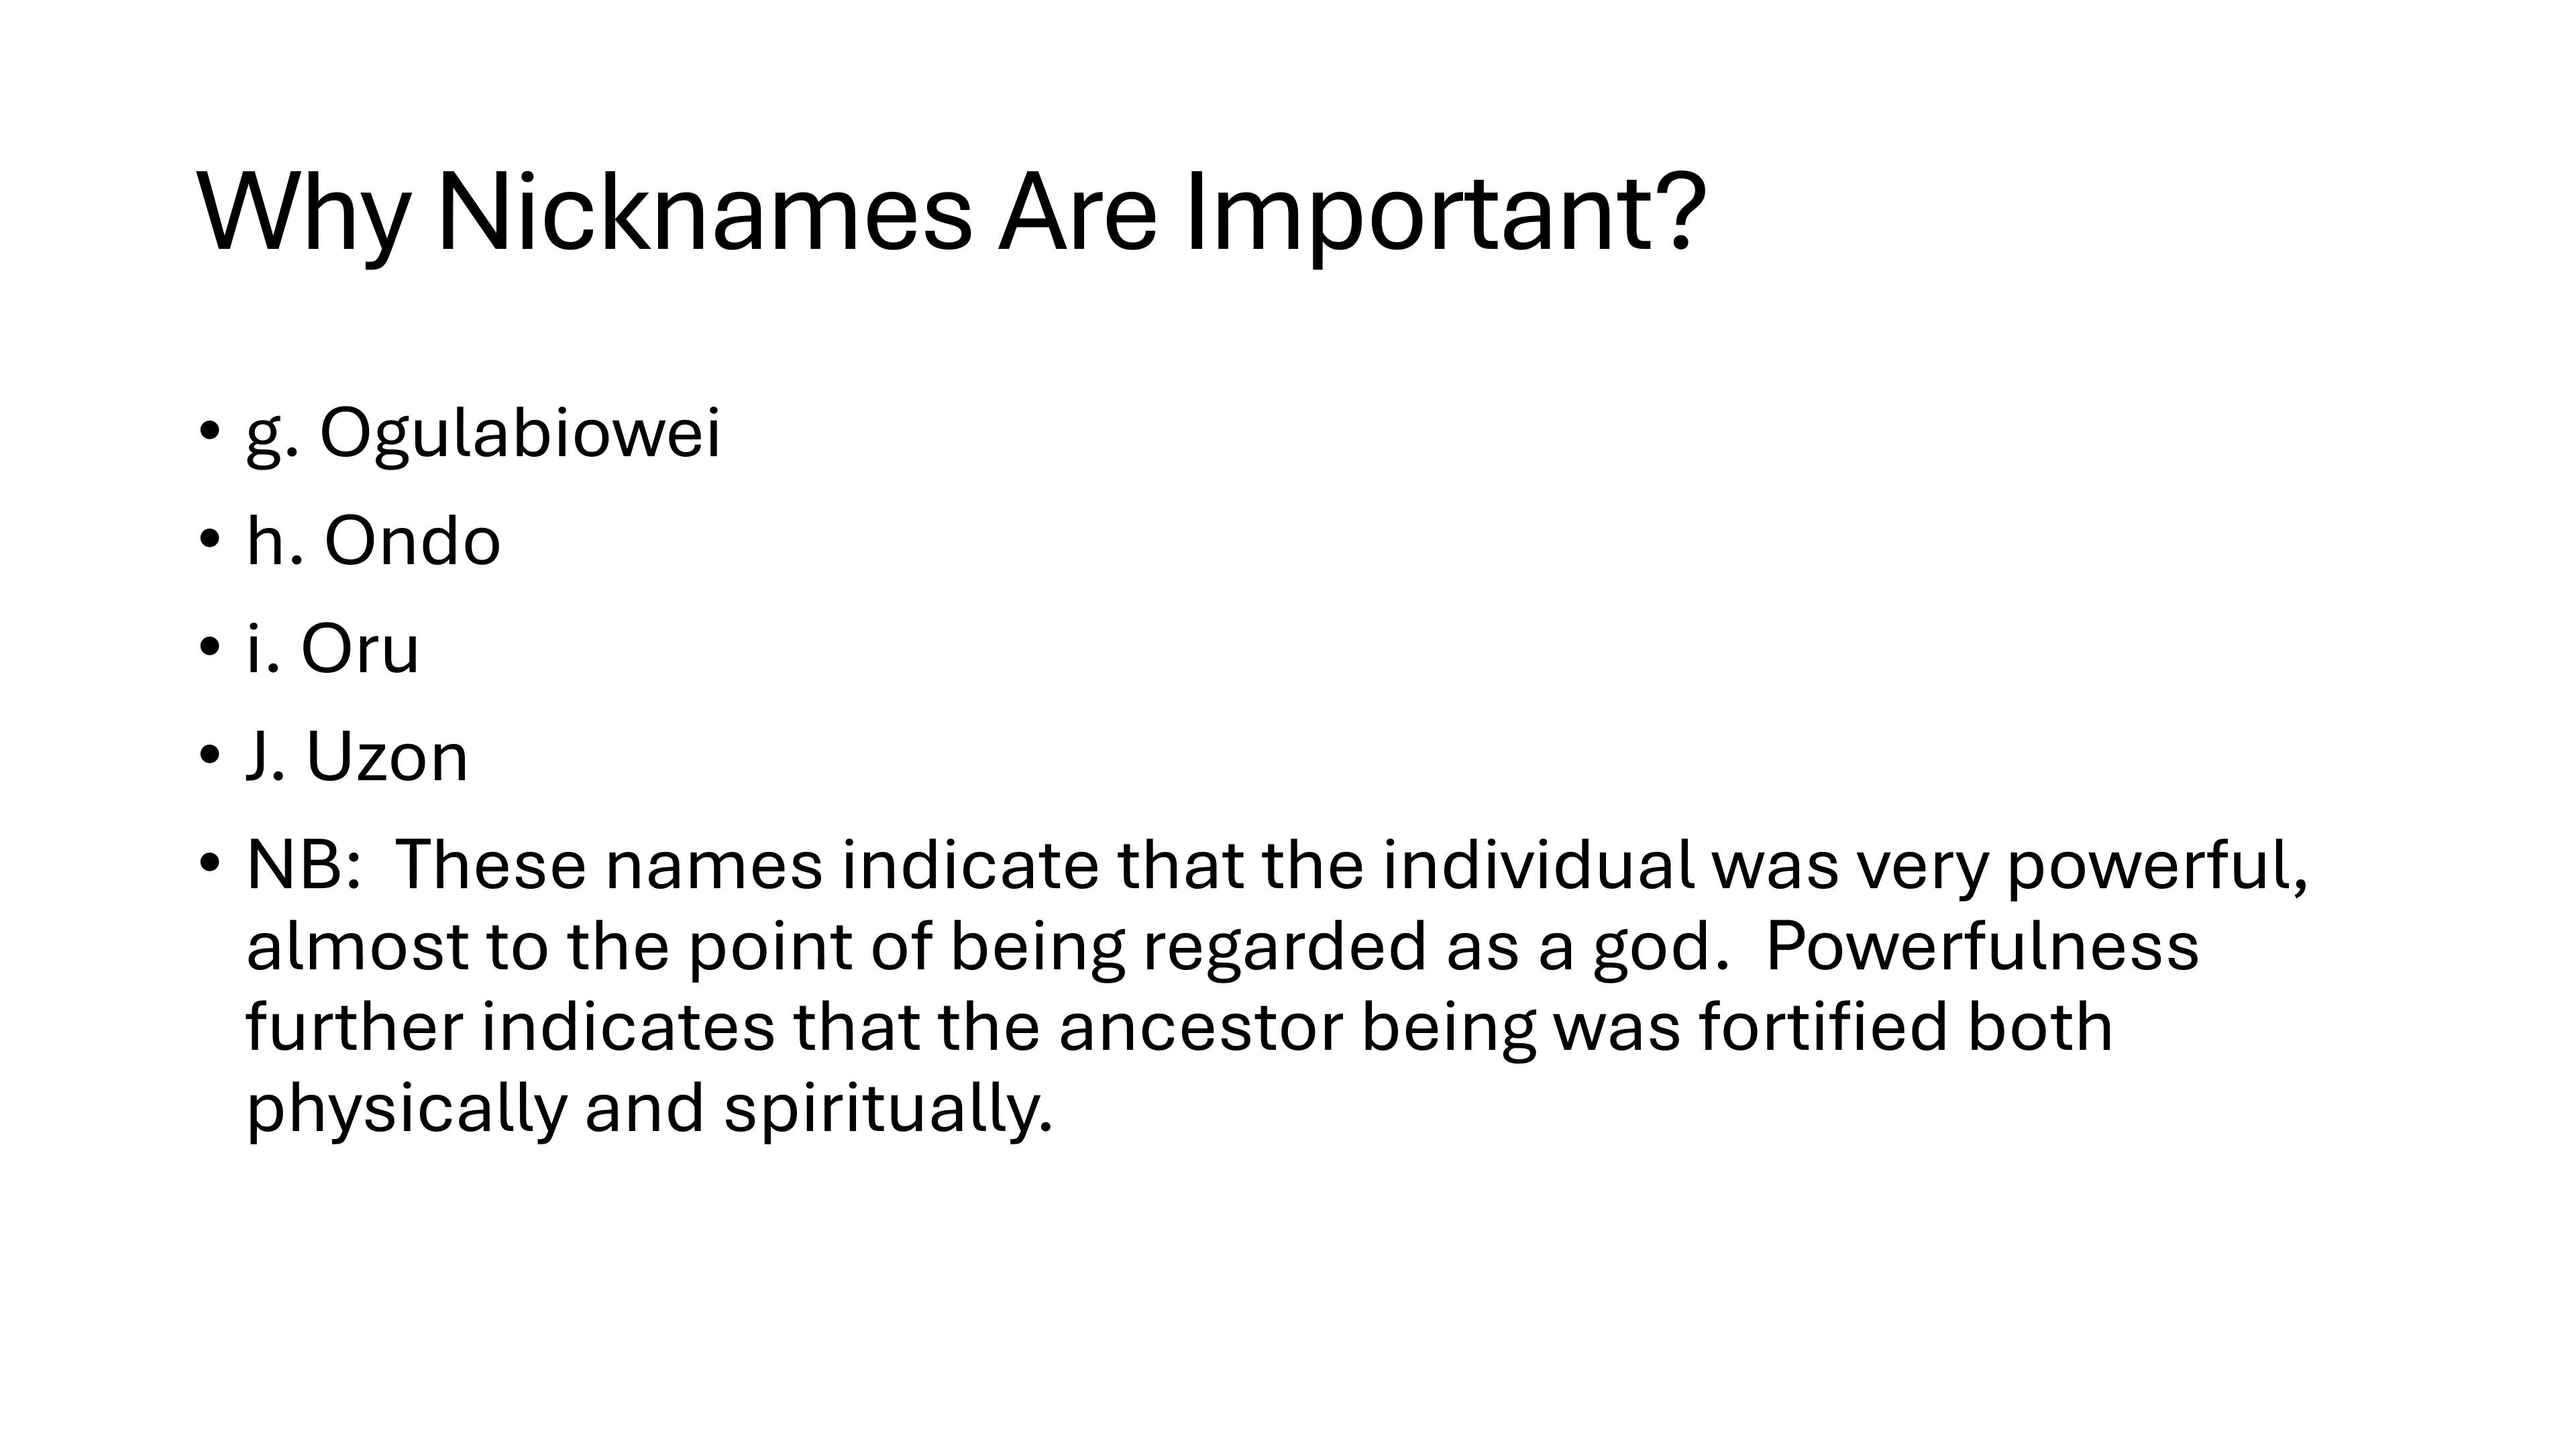 Why Nicknames Are Important?
• g. Ogulabiowei
• h. Ondo
• i. Oru
• J. Uzon
• NB:  These names indicate that the individual was very powerful,
almost to the point of being regarded as a god.  Powerfulness
further indicates that the ancestor being was fortified both
physically and spiritually.